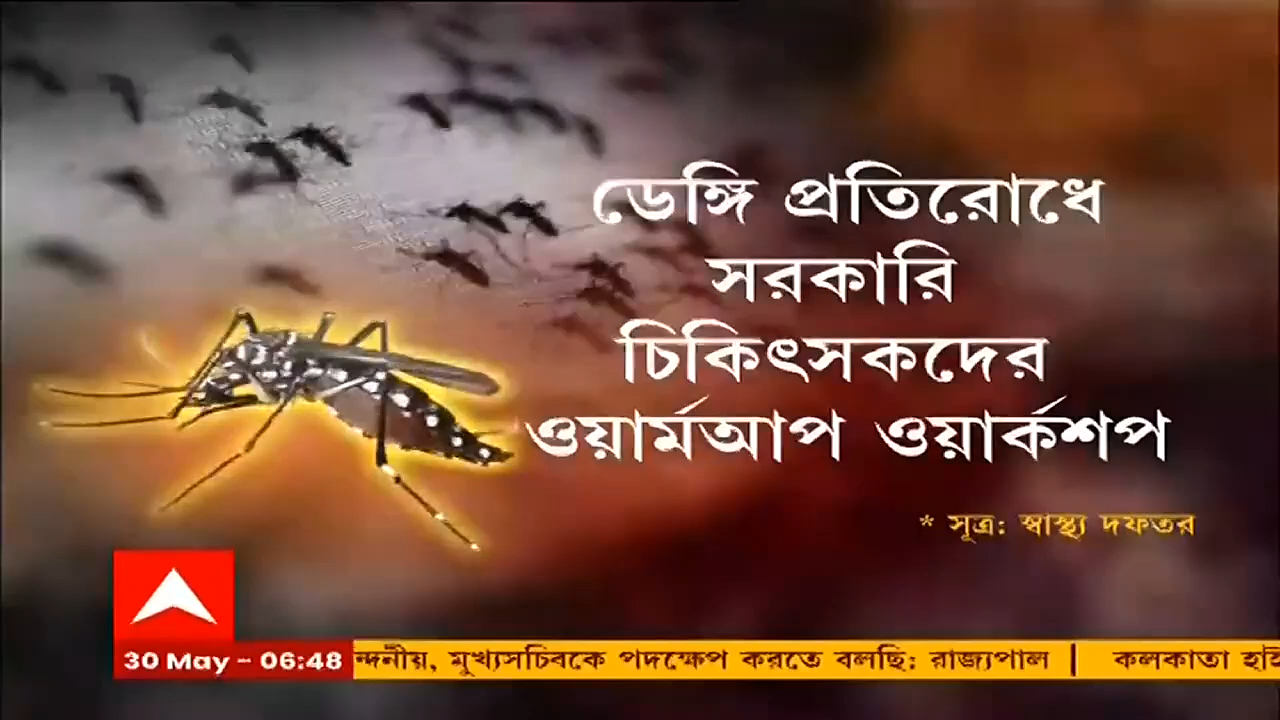 ডেঙ্গি প্রতিরোধে
সরকারি
চিকিৎসকদের
ওয়ার্মআপ ওয়ার্কশপ
* সূত্র: স্বাস্থ্য দফতর
30 May - 06:48
মুখ্যসচিবকে পদক্ষেপ করতে বলছি: রাজ্যপাল | কলকাতা